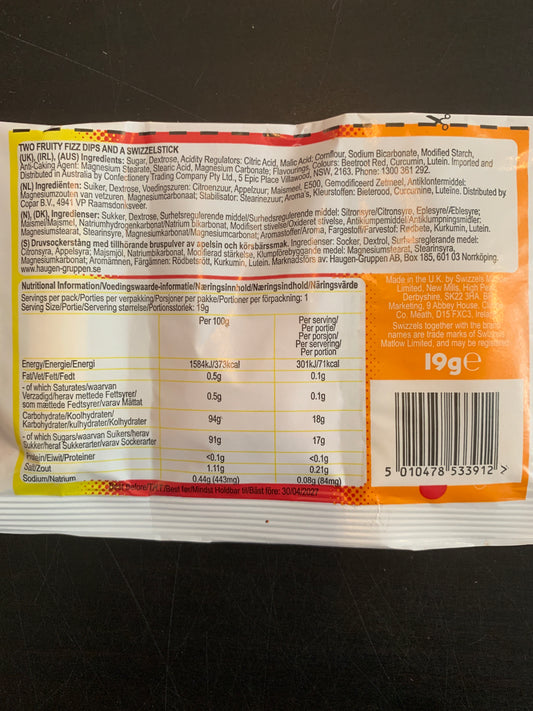 TWO FRUITY FIZZ DIPS AND A SWIZZELSTICK
(UK), (IRL), (AUS) Ingredients: Sugar, Dextrose, Acidity Regulators: Citric Acid, Malic Acid; Cornflour, Sodium Bicarbonate, Modified Starch,
Anti-Caking Agent: Magnesium Stearate, Stearic Acid, Magnesium Carbonate; Flavourings, Colours: Beetroot Red, Curcumin, Lutein. Imported and
Distributed in Australia by Confectionery Trading Company Pty Ltd., 5 Epic Place Villawood, NSW, 2163. Phone: 1300 361 292.
(NL) Ingrediënten: Suiker, Dextrose, Voedingszuren: Citroenzuur, Appelzuur; Maismeel, E500, Gemodificeerd Zetmeel, Antiklontermiddel:
Magnesiumzouten van vetzuren, Magnesiumcarbonaat; Stabilisator: Stearinezuur; Aroma's, Kleurstoffen: Bieterood, Curcumine, Luteine. Distributed by
Copar B.V., 4941 VP Raamsdonksveer.
(N), (DK), Ingredienser: Sukker, Dextrose, Surhetsregulerende middel/Surhedsregulerende middel: Sitronsyre/Citronsyre, Eplesyre/Æblesyre;
Maismel/Majsmel, Natriumhydrogenkarbonat/Natrium bikarbonat, Modifisert stivelse/Oxideret stivelse, Antiklumpemiddel/Antiklumpningsmidler:
Magnesiumstearat, Stearinsyre, Magnesiumkarbonat/Magnesiumcarbonat; Aromastoffer/Aroma, Fargestoff/Farvestof: Rødbete, Kurkumin, Lutein.
(S) Druvsockerstång med tillhörande bruspulver av apelsin och körsbärssmak. Ingredienser: Socker, Dextrol, Surhetsreglerande medel:
Citronsyra, Äppelsyra; Majsmjöl, Natriumbikarbonat, Modifierad stärkelse, Klumpförebyggande medel: Magnesiumstearat, Stearinsyra,
Magnesiumkarbonat; Aromämnen, Färgämnen: Rödbetsrött, Kurkumin, Lutein. Marknadsförs av: Haugen-Gruppen AB, Box 185, 601 03 Norrköping.
www.haugen-gruppen.se
Nutritional Information/Voedingswaarde-informatie/Næringsinnhold/Næringsindhold/Näringsvärde
Servings per pack/Porties per verpakking/Porsjoner per pakke/Portioner per förpackning: 1
Serving Size/Portie/Servering størrelse/Portionsstorlek: 19g
Per 100g
Per serving/
Per portie/
Per porsjon/
Per servering/
Per portion
Energy/Energie/Energi 1584kJ/373kcal 301kJ/71kcal
Fat/Vet/Fett/Fedt 0.5g 0.1g
- of which Saturates/waarvan
Verzadigd/herav mettede Fettsyrer/
som mættede Fedtsyrer/varav Mättat 0.5g 0.1g
Carbohydrate/Koolhydraten/
Karbohydrater/kulhydrater/Kolhydrater 94g 18g
- of which Sugars/waarvan Suikers/herav
Sukker/heraf Sukkerarter/varav Sockerarter 91g 17g
Protein/Eiwit/Proteiner <0.1g <0.1g
Salt/Zout 1.11g 0.21g
Sodium/Natrium 0.44g (443mg) 0.08g (84mg)
Before/T.H.T/Best før/Mindst Holdbar til/Bäst före: 30/04/2027
Made in the U.K. by Swizzels
Limited, New Mills, High Peak
Derbyshire, SK22 3HA.
Marketing, 9 Abbey House,
Co. Meath, D15 FXC3,
Swizzels together with the brand
names are trade marks of Swizzels
Matlow Limited, and may be registered
19g℮
5 010478 533912 >